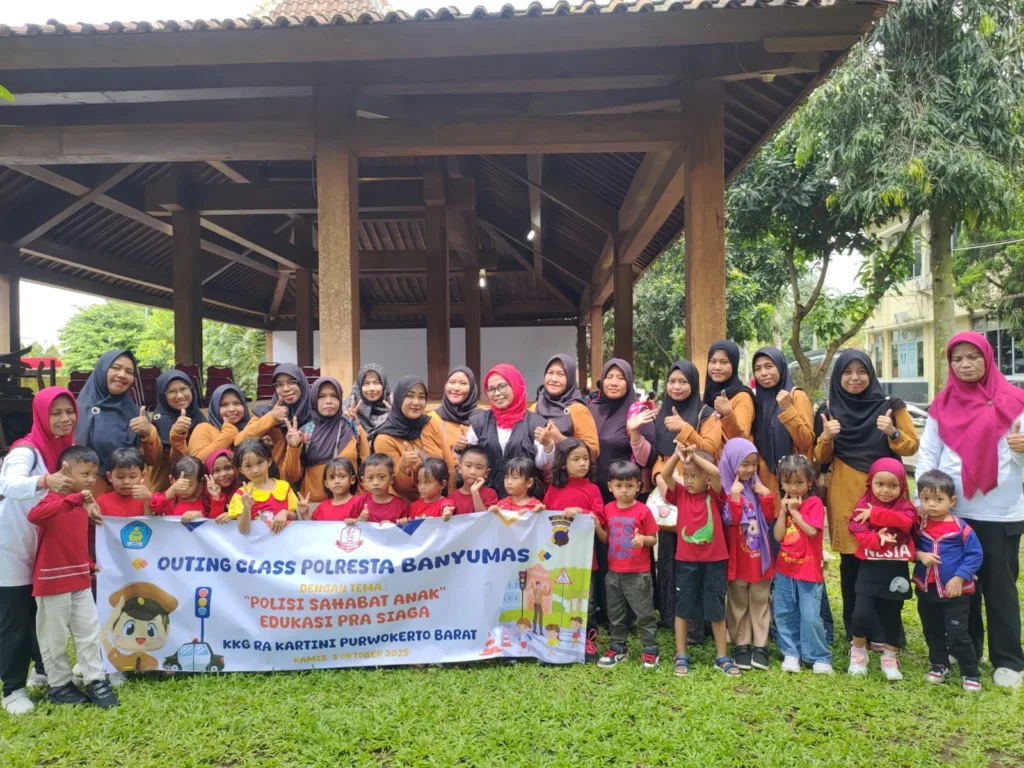 OUTING CLASS POLRESTA BANYUMAS
DENGAN TEMA :
"POLISI SAHABAT ANAK"
EDUKASI PRA SIAGA
KKG RA KARTINI PURWOKERTO BARAT
KAMIS, 2 OKTOBER 2025